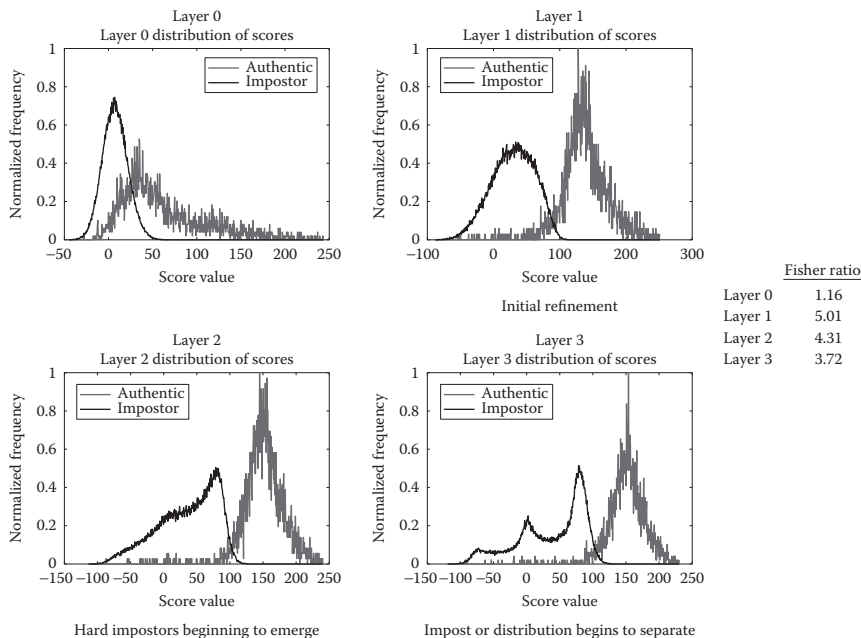 Layer 0
Layer 0 distribution of scores
1
0.8
0.6
0.4
0.2
0
Normalized frequency
Authentic
Impostor
−50 0 50 100 150 200 250
Score value
Layer 1
Layer 1 distribution of scores
1
0.8
0.6
0.4
0.2
0
Normalized frequency
Authentic
Impostor
−100 0 100 200 300
Score value
Initial refinement
Fisher ratio
Layer 0 1.16
Layer 1 5.01
Layer 2 4.31
Layer 3 3.72
Layer 2
Layer 2 distribution of scores
1
0.8
0.6
0.4
0.2
0
Normalized frequency
Authentic
Impostor
−150 −100 −50 0 50 100 150 200 250
Score value
Hard impostors beginning to emerge
Layer 3
Layer 3 distribution of scores
1
0.8
0.6
0.4
0.2
0
Normalized frequency
Authentic
Impostor
−150 −100 −50 0 50 100 150 200 250
Score value
Impost or distribution begins to separate